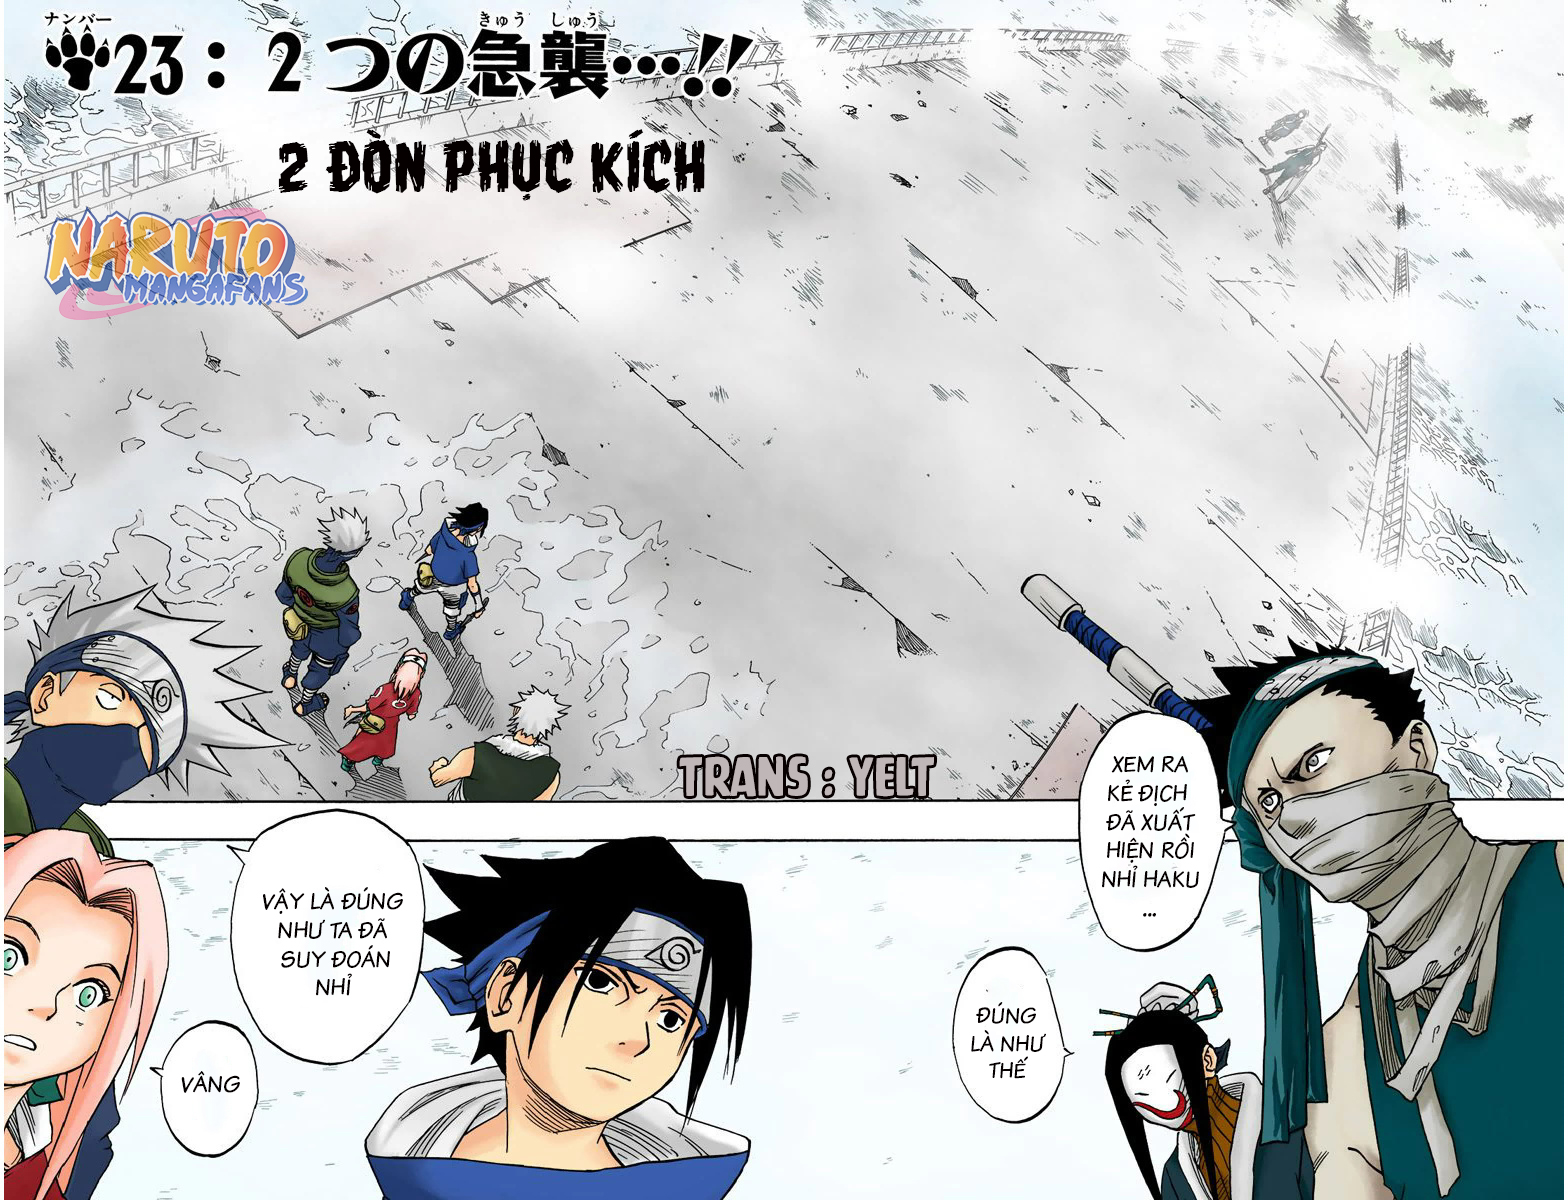 ナンバー
23：2つの急襲…!!
きゅう しゅう
2 ĐÒN PHỤC KÍCH
NARUTO
MANGAFANS
TRANS : YELT
XEM RA
KẺ ĐỊCH
ĐÃ XUẤT
HIỆN RỒI
NHỈ HAKU
...
ĐÚNG
LÀ NHƯ
THẾ
VẬY LÀ ĐÚNG
NHƯ TA ĐÃ
SUY ĐOÁN
NHỈ
VÂNG